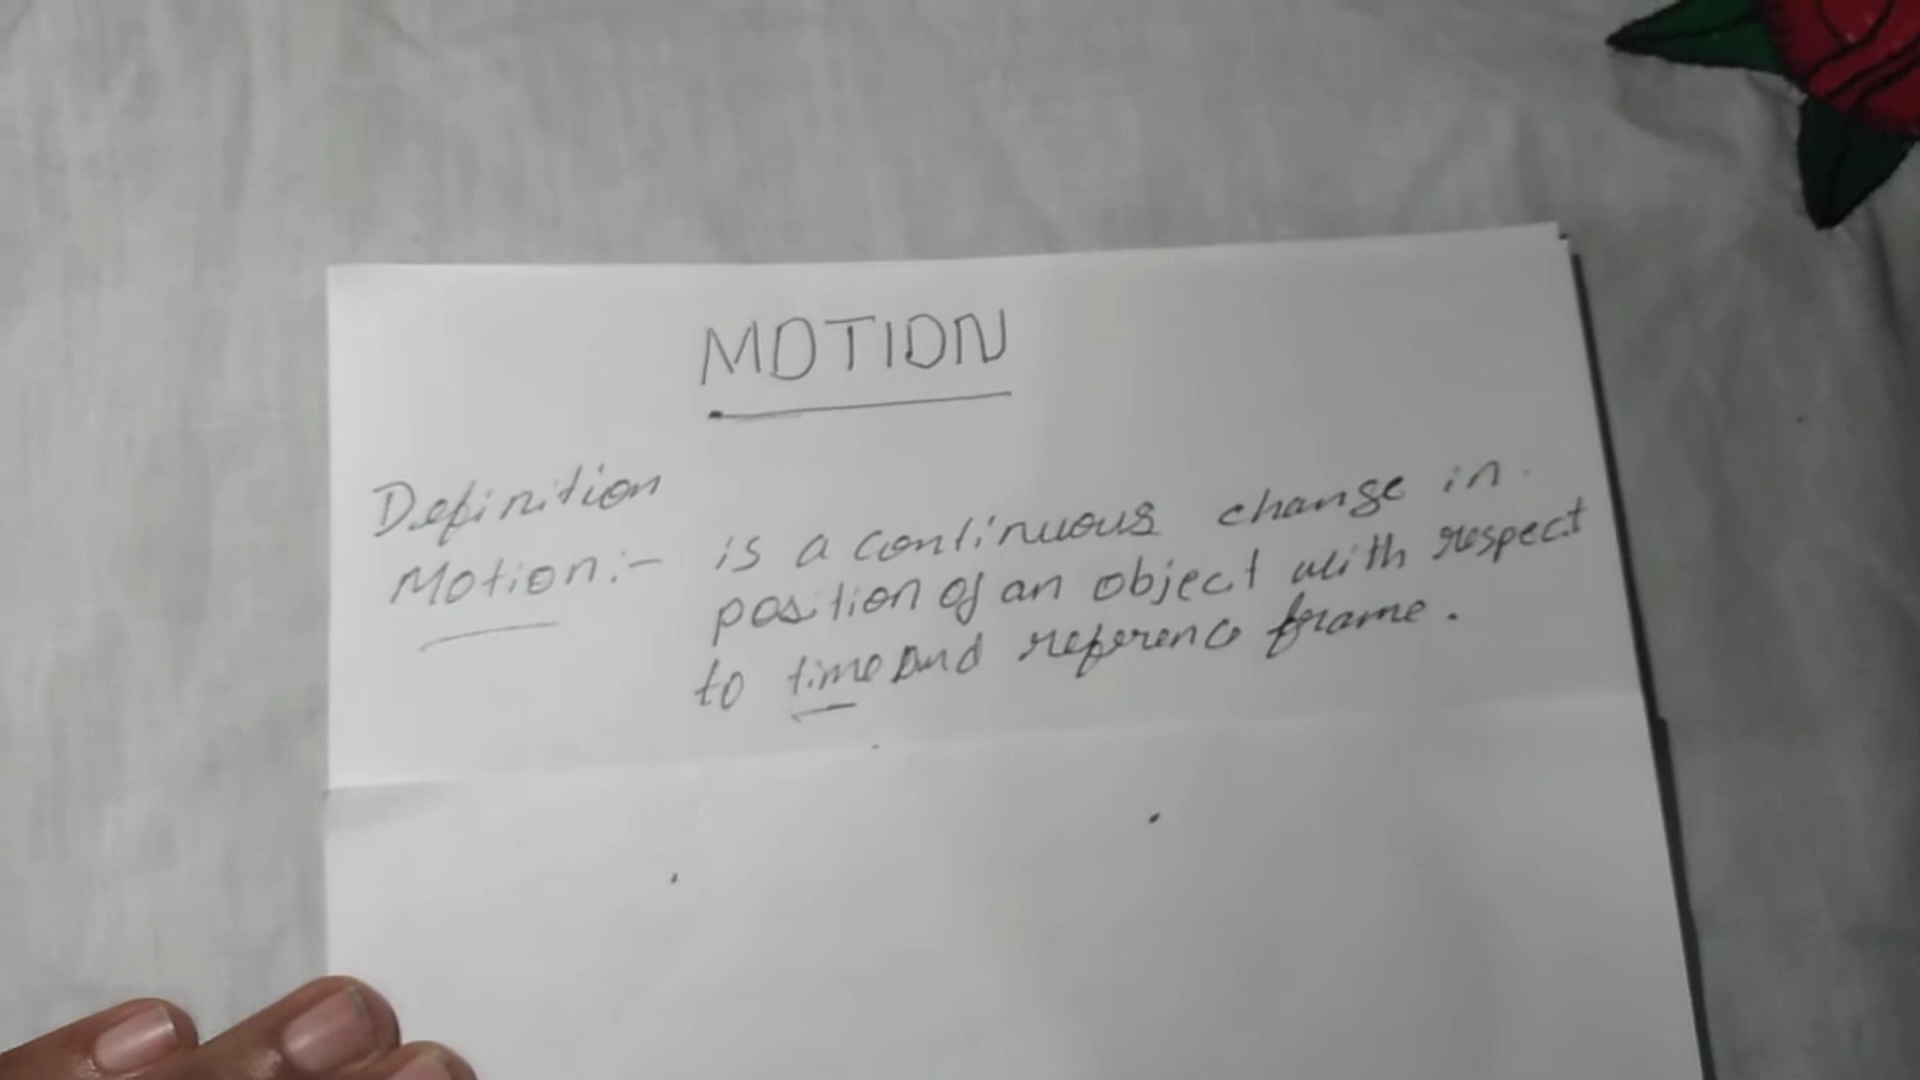 MOTION
Definition
Motion:- is a continuous change in
position of an object with respect
to time and reference frame.